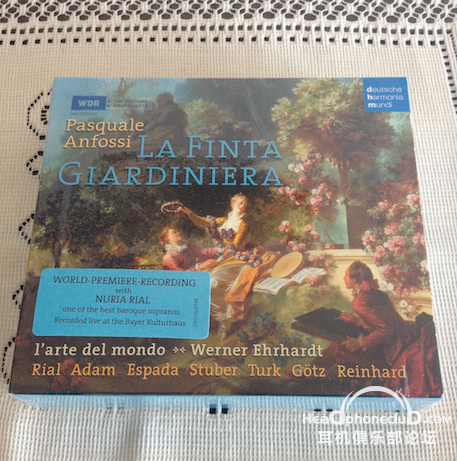 WDR
deutsche
harmonia
mundi
Pasquale
Anfossi
LA FINTA
GIARDINIERA
WORLD-PREMIERE-RECORDING
with
NURIA RIAL
one of the best baroque sopranos
Recorded live at the Bayer Kulturhaus
l'arte del mondo ** Werner Ehrhardt
Rial Adam Espada Stuber Turk Götz Reinhard
Headphoneclub.com
耳机俱乐部论坛